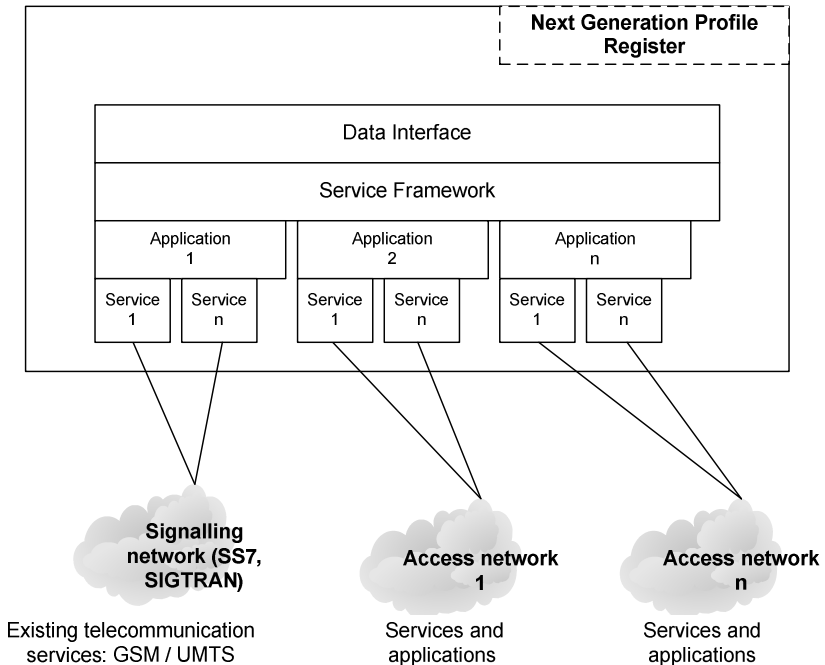 Next Generation Profile
Register
Data Interface
Service Framework
Application
1
Application
2
Application
n
Service
1
Service
n
Service
1
Service
n
Service
1
Service
n
Signalling
network (SS7,
SIGTRAN)
Access network
1
Access network
n
Existing telecommunication
services: GSM / UMTS
Services and
applications
Services and
applications